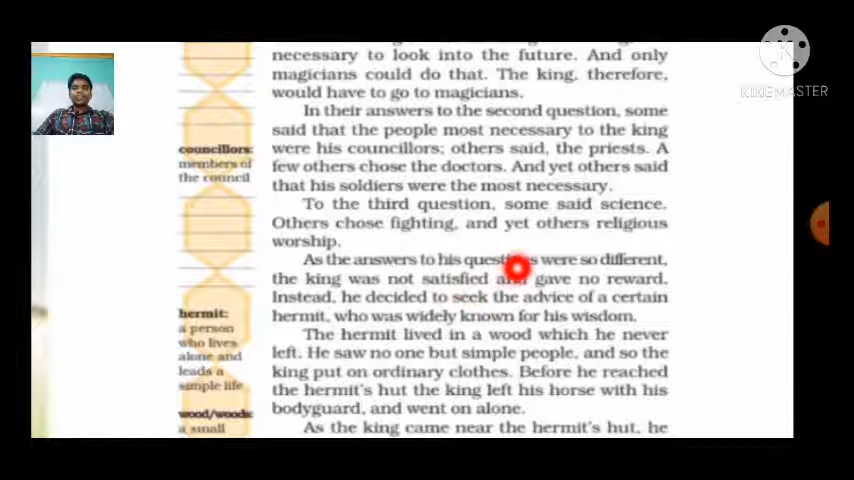 necessary to look into the future. And only
magicians could do that. The king, therefore,
would have to go to magicians.
In their answers to the second question, some
said that the people most necessary to the king
were his councillors; others said, the priests. A
few others chose the doctors. And yet others said
that his soldiers were the most necessary.
To the third question, some said science.
Others chose fighting, and yet others religious
worship.
As the answers to his questions were so different,
the king was not satisfied and gave no reward.
Instead, he decided to seek the advice of a certain
hermit, who was widely known for his wisdom.
The hermit lived in a wood which he never
left. He saw no one but simple people, and so the
king put on ordinary clothes. Before he reached
the hermit's hut the king left his horse with his
bodyguard, and went on alone.
As the king came near the hermit's hut, he
councillors:
members of
the council
hermit:
a person
who lives
alone and
leads a
simple life
wood/woods:
a small
KINEMASTER